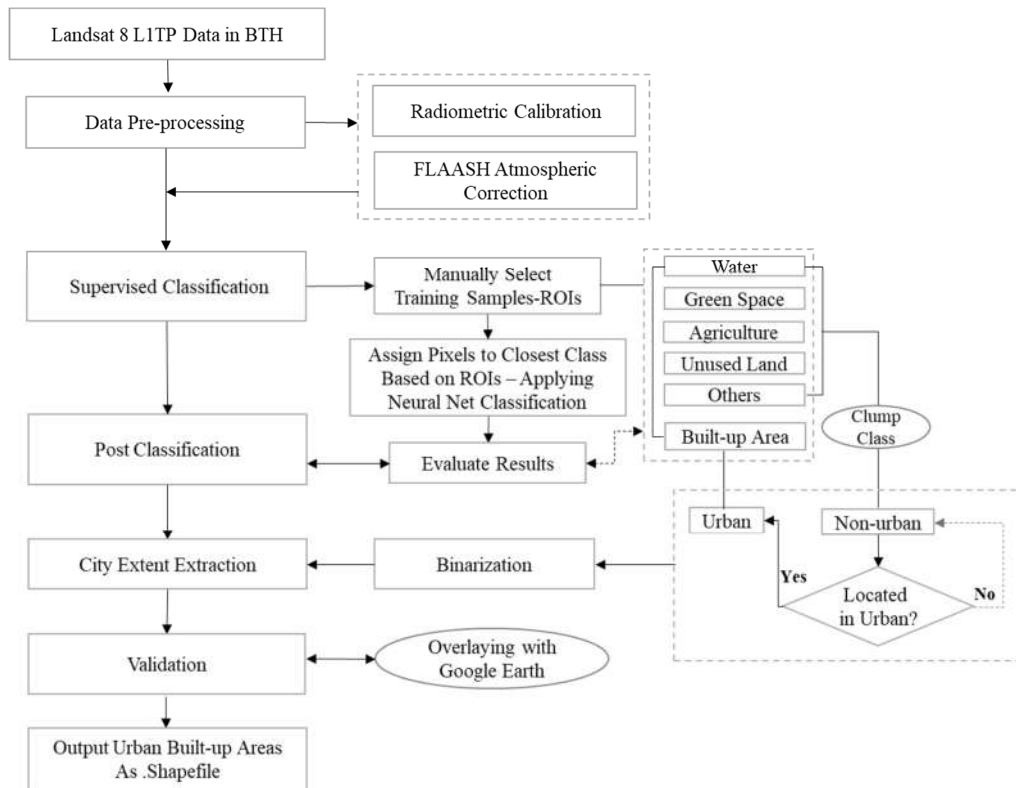 Landsat 8 L1TP Data in BTH
Data Pre-processing
Radiometric Calibration
FLAASH Atmospheric
Correction
Supervised Classification
Manually Select
Training Samples-ROIs
Water
Green Space
Agriculture
Unused Land
Others
Built-up Area
Assign Pixels to Closest Class
Based on ROIs – Applying
Neural Net Classification
Clump
Class
Post Classification
Evaluate Results
Urban
Non-urban
City Extent Extraction
Binarization
Yes
No
Located
in Urban?
Validation
Overlaying with
Google Earth
Output Urban Built-up Areas
As .Shapefile